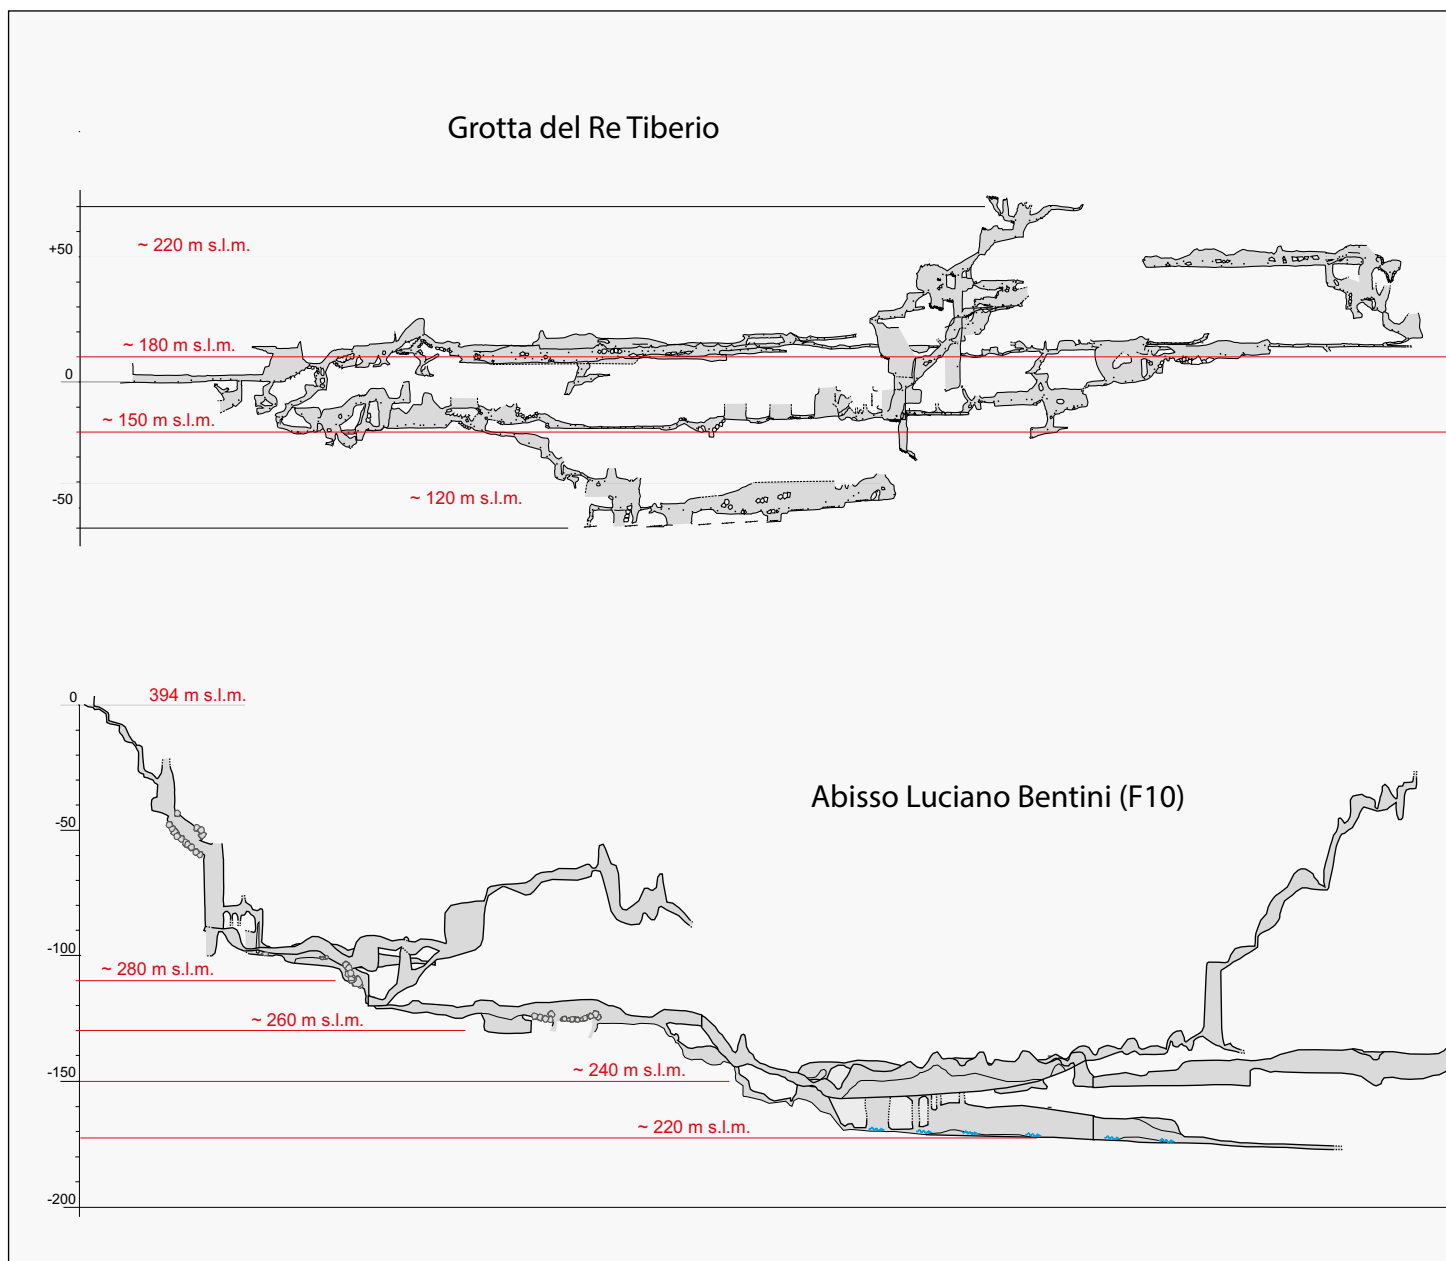 Grotta del Re Tiberio
+50
~ 220 m s.l.m.
~ 180 m s.l.m.
0
~ 150 m s.l.m.
-50
~ 120 m s.l.m.
0
394 m s.l.m.
Abisso Luciano Bentini (F10)
-50
-100
~ 280 m s.l.m.
~ 260 m s.l.m.
-150
~ 240 m s.l.m.
~ 220 m s.l.m.
-200